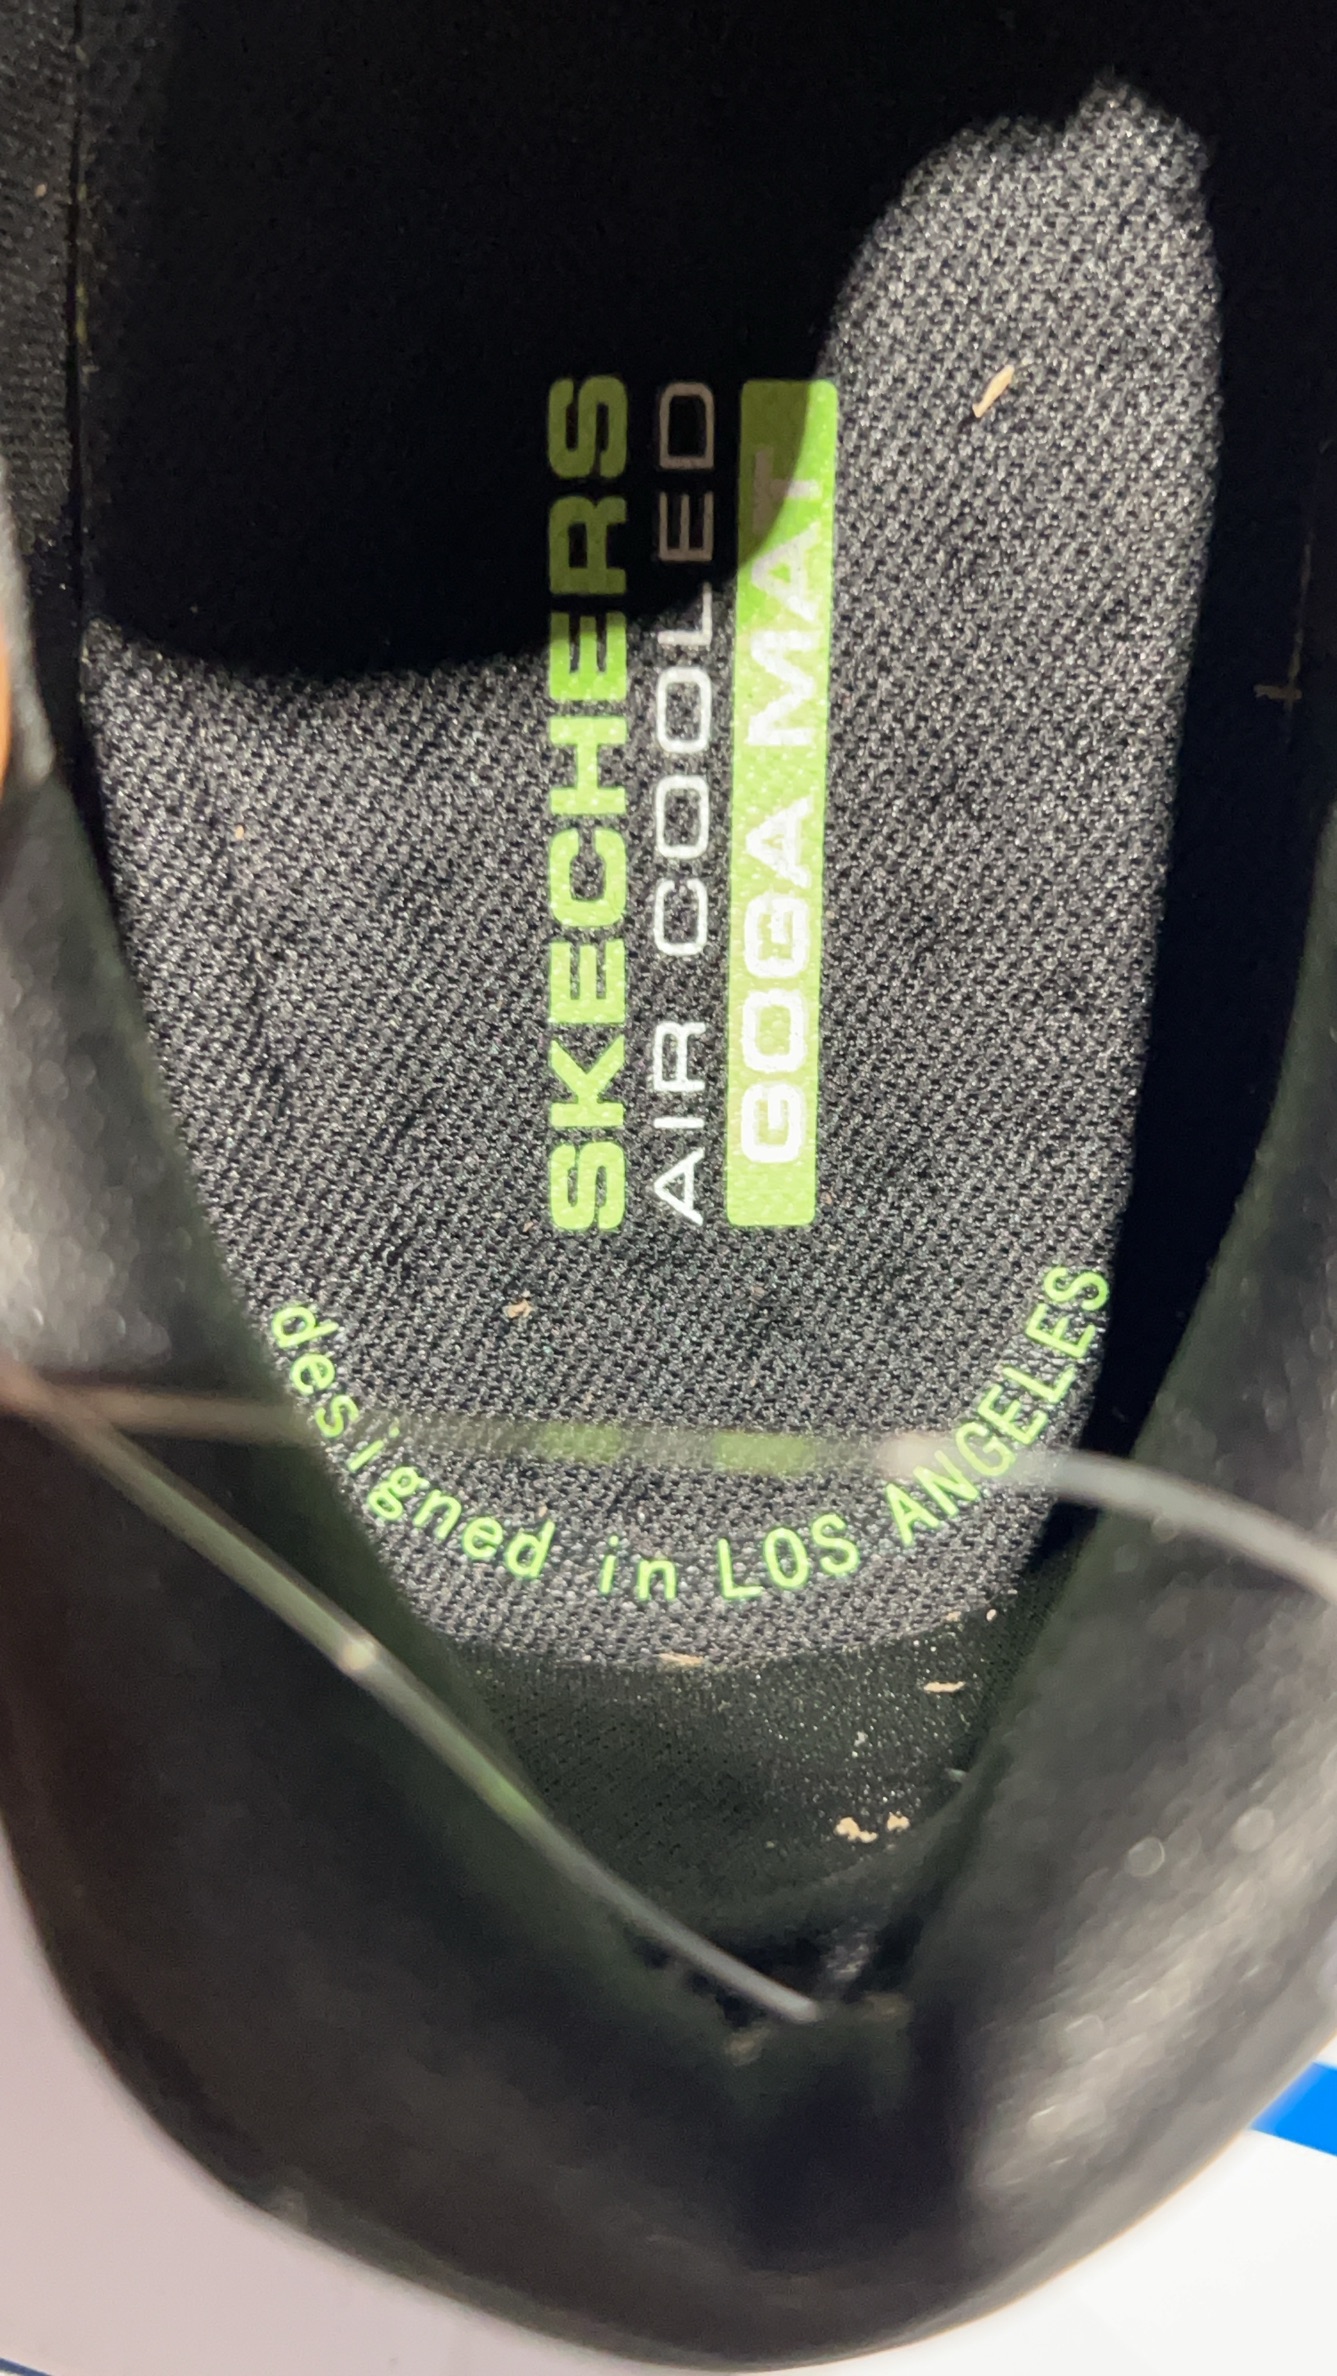 SKECHERS
AIR COOLED
GOGA MAT
designed in LOS ANGELES